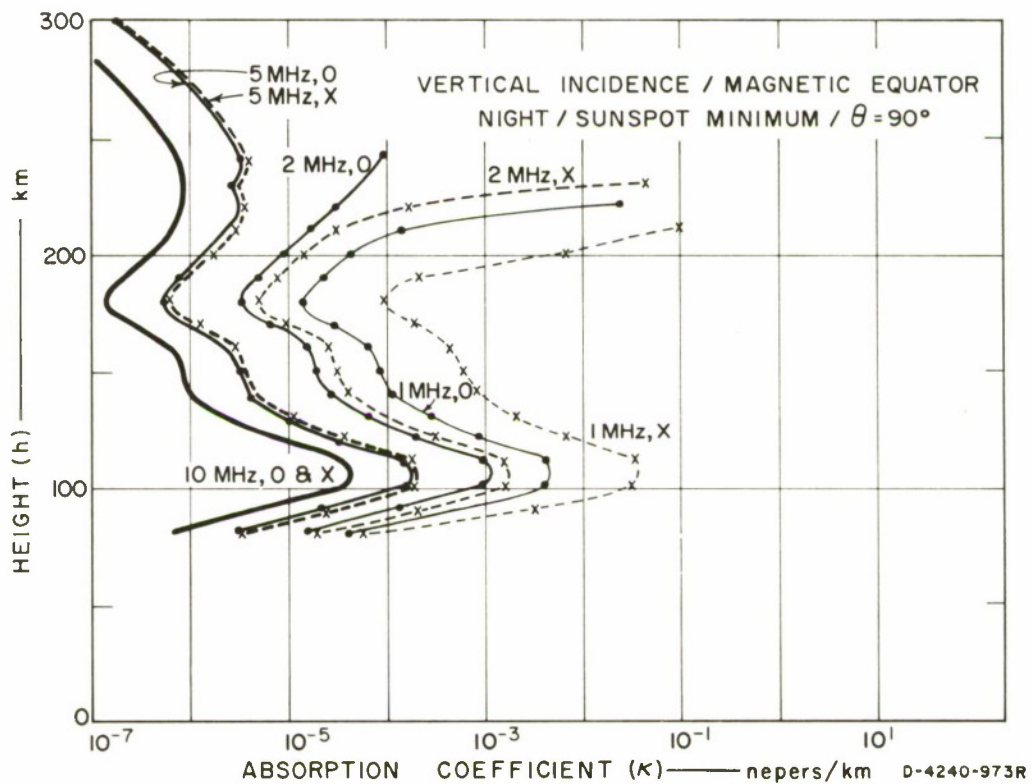 300
5 MHz, O
5 MHz, X
VERTICAL INCIDENCE / MAGNETIC EQUATOR
NIGHT / SUNSPOT MINIMUM / θ = 90°
2 MHz, O
2 MHz, X
200
1 MHz, O
1 MHz, X
10 MHz, O & X
100
0
HEIGHT (h) —— km
10⁻⁷
10⁻⁵
10⁻³
10⁻¹
10¹
ABSORPTION COEFFICIENT (κ) —— nepers/km
D-4240-973R